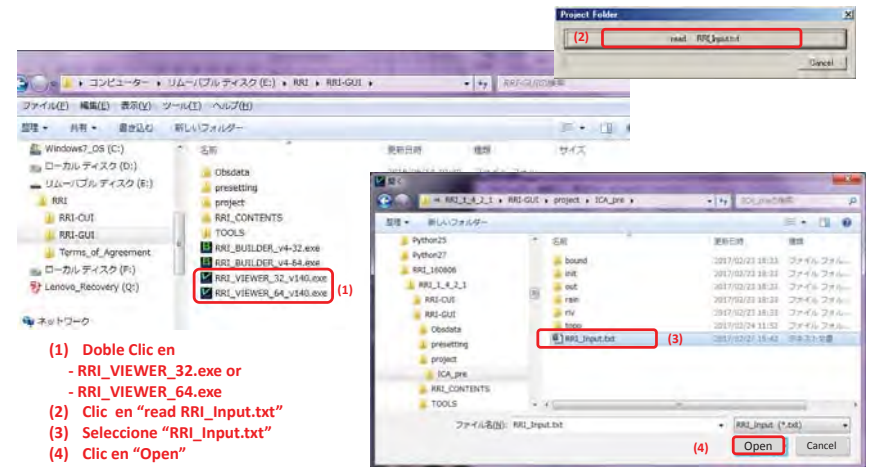 Project Folder
(2) read RRI_Input.txt
Cancel
コンピューター ▸ リムーバブル ディスク (E:) ▸ RRI ▸ RRI-GUI ▸
ファイル(F) 編集(E) 表示(V) ツール(T) ヘルプ(H)
整理 共有 書き込む 新しいフォルダー
名前 更新日時 種類 サイズ
Windows7_OS (C:)
ローカル ディスク (D:)
リムーバブル ディスク (E:)
RRI
RRI-CUI
RRI-GUI
Terms_of_Agreement
ローカル ディスク (F:)
Lenovo_Recovery (Q:)
ネットワーク
Obsdata
presetting
project
RRI_CONTENTS
TOOLS
RRI_BUILDER_v4-32.exe
RRI_BUILDER_v4-64.exe
RRI_VIEWER_32_v140.exe
RRI_VIEWER_64_v140.exe
(1)
開く
RRI_1_4_2_1 ▸ RRI-GUI ▸ project ▸ ICA_pre ▸
整理 新しいフォルダー
名前 更新日時 種類
Python25
Python27
RRI_160806
RRI_1_4_2_1
RRI-CUI
RRI-GUI
Obsdata
presetting
project
ICA_pre
RRI_CONTENTS
TOOLS
bound
init
out
rain
riv
topo
RRI_Input.txt (3)
ファイル名(N): RRI_Input.txt
RRI_Input (*.txt)
(4) Open Cancel
(1) Doble Clic en
- RRI_VIEWER_32.exe or
- RRI_VIEWER_64.exe
(2) Clic en “read RRI_Input.txt”
(3) Seleccione “RRI_Input.txt”
(4) Clic en “Open”